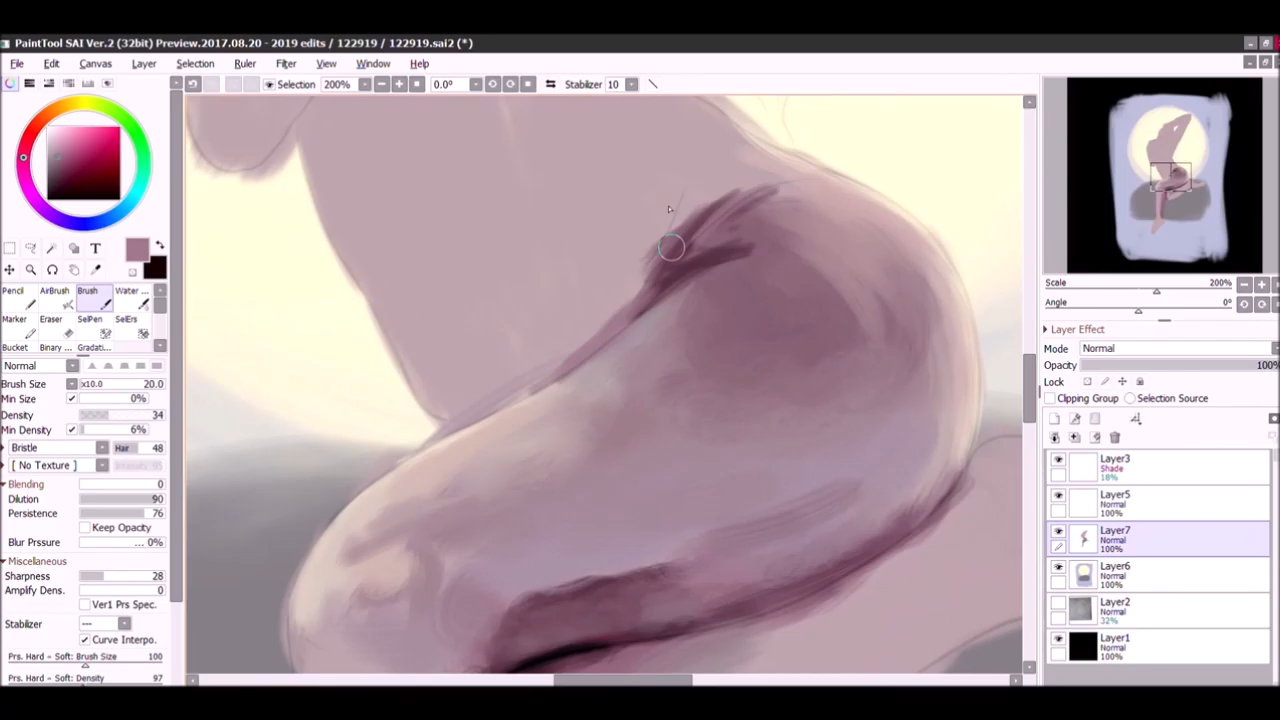 PaintTool SAI Ver.2 (32bit) Preview.2017.08.20 - 2019 edits / 122919 / 122919.sai2 (*)
File Edit Canvas Layer Selection Ruler Filter View Window Help
Selection 200% 0.0° Stabilizer 10
T
Pencil AirBrush Brush Water ...
Marker Eraser SelPen SelErs
Bucket Binary ... Gradati...
Normal
Brush Size x10.0 20.0
Min Size 0%
Density 34
Min Density 6%
Bristle Hair 48
[ No Texture ]
Blending 0
Dilution 90
Persistence 76
Keep Opacity
Blur Prssure ... 0%
Miscellaneous
Sharpness 28
Amplify Dens. 0
Ver1 Prs Spec.
Stabilizer ---
Curve Interpo.
Prs. Hard ~ Soft: Brush Size 100
Prs. Hard ~ Soft: Density 97
Scale 200%
Angle 0°
Layer Effect
Mode Normal
Opacity 100%
Lock
Clipping Group Selection Source
Layer3
Shade
18%
Layer5
Normal
100%
Layer7
Normal
100%
Layer6
Normal
100%
Layer2
Normal
32%
Layer1
Normal
100%